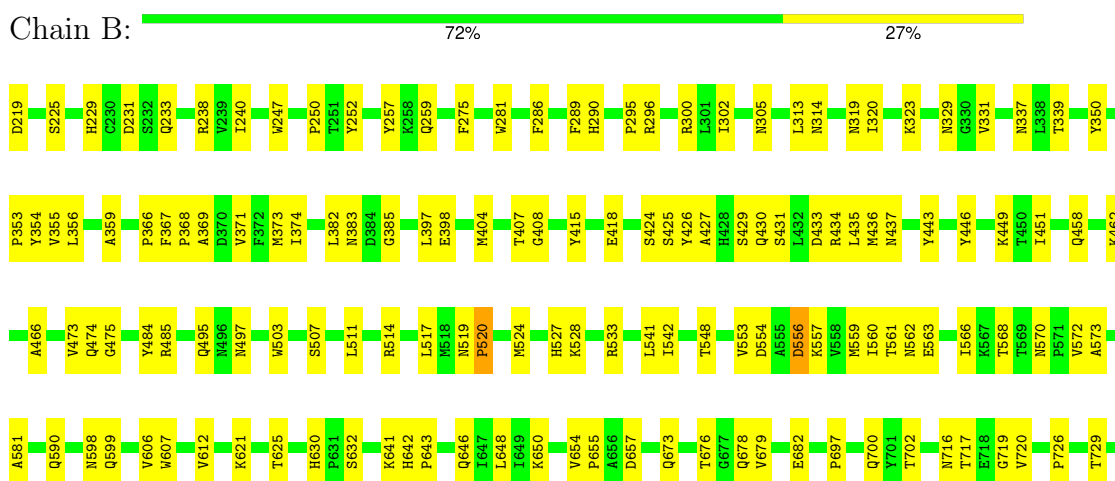 Chain B:
72% 27%
D219 S225 H229 C230 D231 S232 Q233 R238 V239 I240 W247 P250 T251 Y252 Y257 K258 Q259 F275 W281 F286 F289 H290 P295 R296 R300 L301 I302 N305 L313 N314 N319 I320 K323 N329 G330 V331 N337 L338 T339 Y350
P353 Y354 V355 L356 A359 P366 F367 P368 A369 D370 V371 F372 M373 I374 L382 N383 D384 G385 L397 E398 M404 T407 G408 Y415 E418 S424 S425 Y426 A427 H428 S429 Q430 S431 L432 D433 R434 L435 M436 N437 Y443 Y446 K449 T450 I451 Q458 K462
A466 V473 Q474 G475 Y484 R485 Q495 N496 N497 W503 S507 L511 R514 L517 M518 N519 P520 M524 H527 K528 R533 L541 I542 T548 V553 D554 A555 D556 K557 V558 M559 I560 T561 N562 E563 I566 K567 T568 T569 N570 P571 V572 A573
A581 Q590 N598 Q599 V606 W607 V612 K621 T625 H630 P631 S632 K641 H642 P643 Q646 I647 L648 I649 K650 V654 P655 A656 D657 Q673 T676 G677 Q678 V679 E682 P697 Q700 Y701 T702 N716 T717 E718 G719 V720 P726 T729